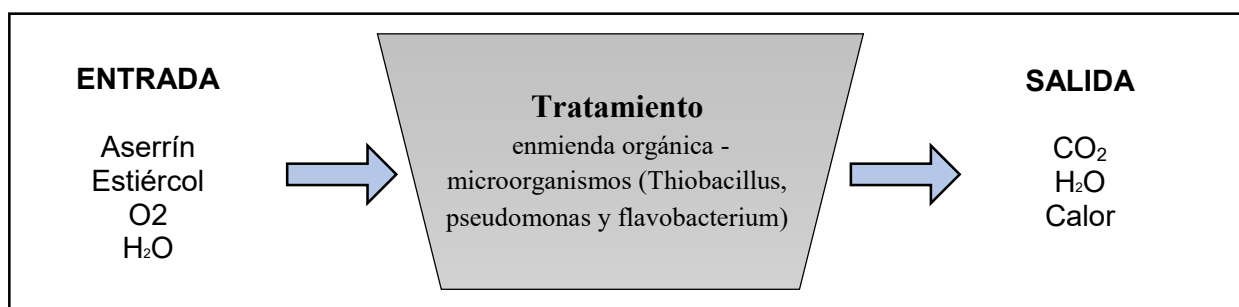 ENTRADA
Aserrín
Estiércol
O2
H₂O
Tratamiento
enmienda orgánica -
microorganismos (Thiobacillus,
pseudomonas y flavobacterium)
SALIDA
CO₂
H₂O
Calor